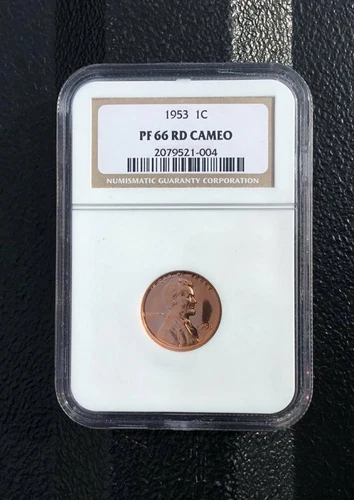 1953 1C
PF 66 RD CAMEO
2079521-004
NUMISMATIC GUARANTY CORPORATION